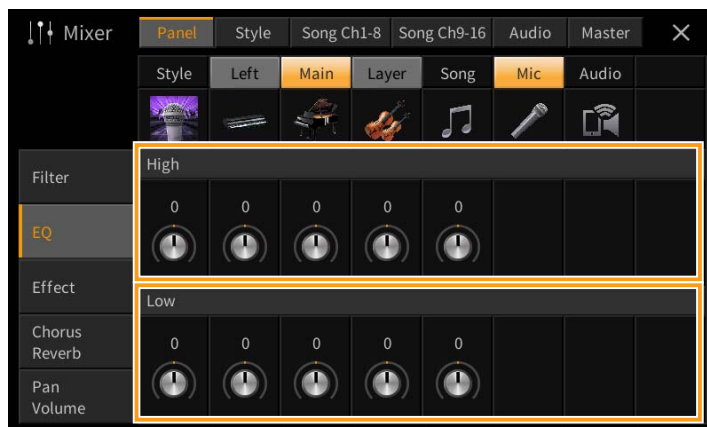 Mixer
Panel Style Song Ch1-8 Song Ch9-16 Audio Master
Style Left Main Layer Song Mic Audio
Filter
EQ
Effect
Chorus
Reverb
Pan
Volume
High
0 0 0 0 0
Low
0 0 0 0 0